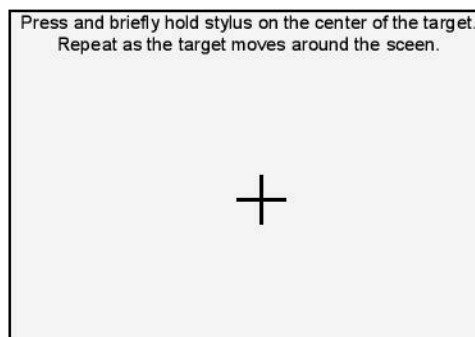 Press and briefly hold stylus on the center of the target.
Repeat as the target moves around the sceen.